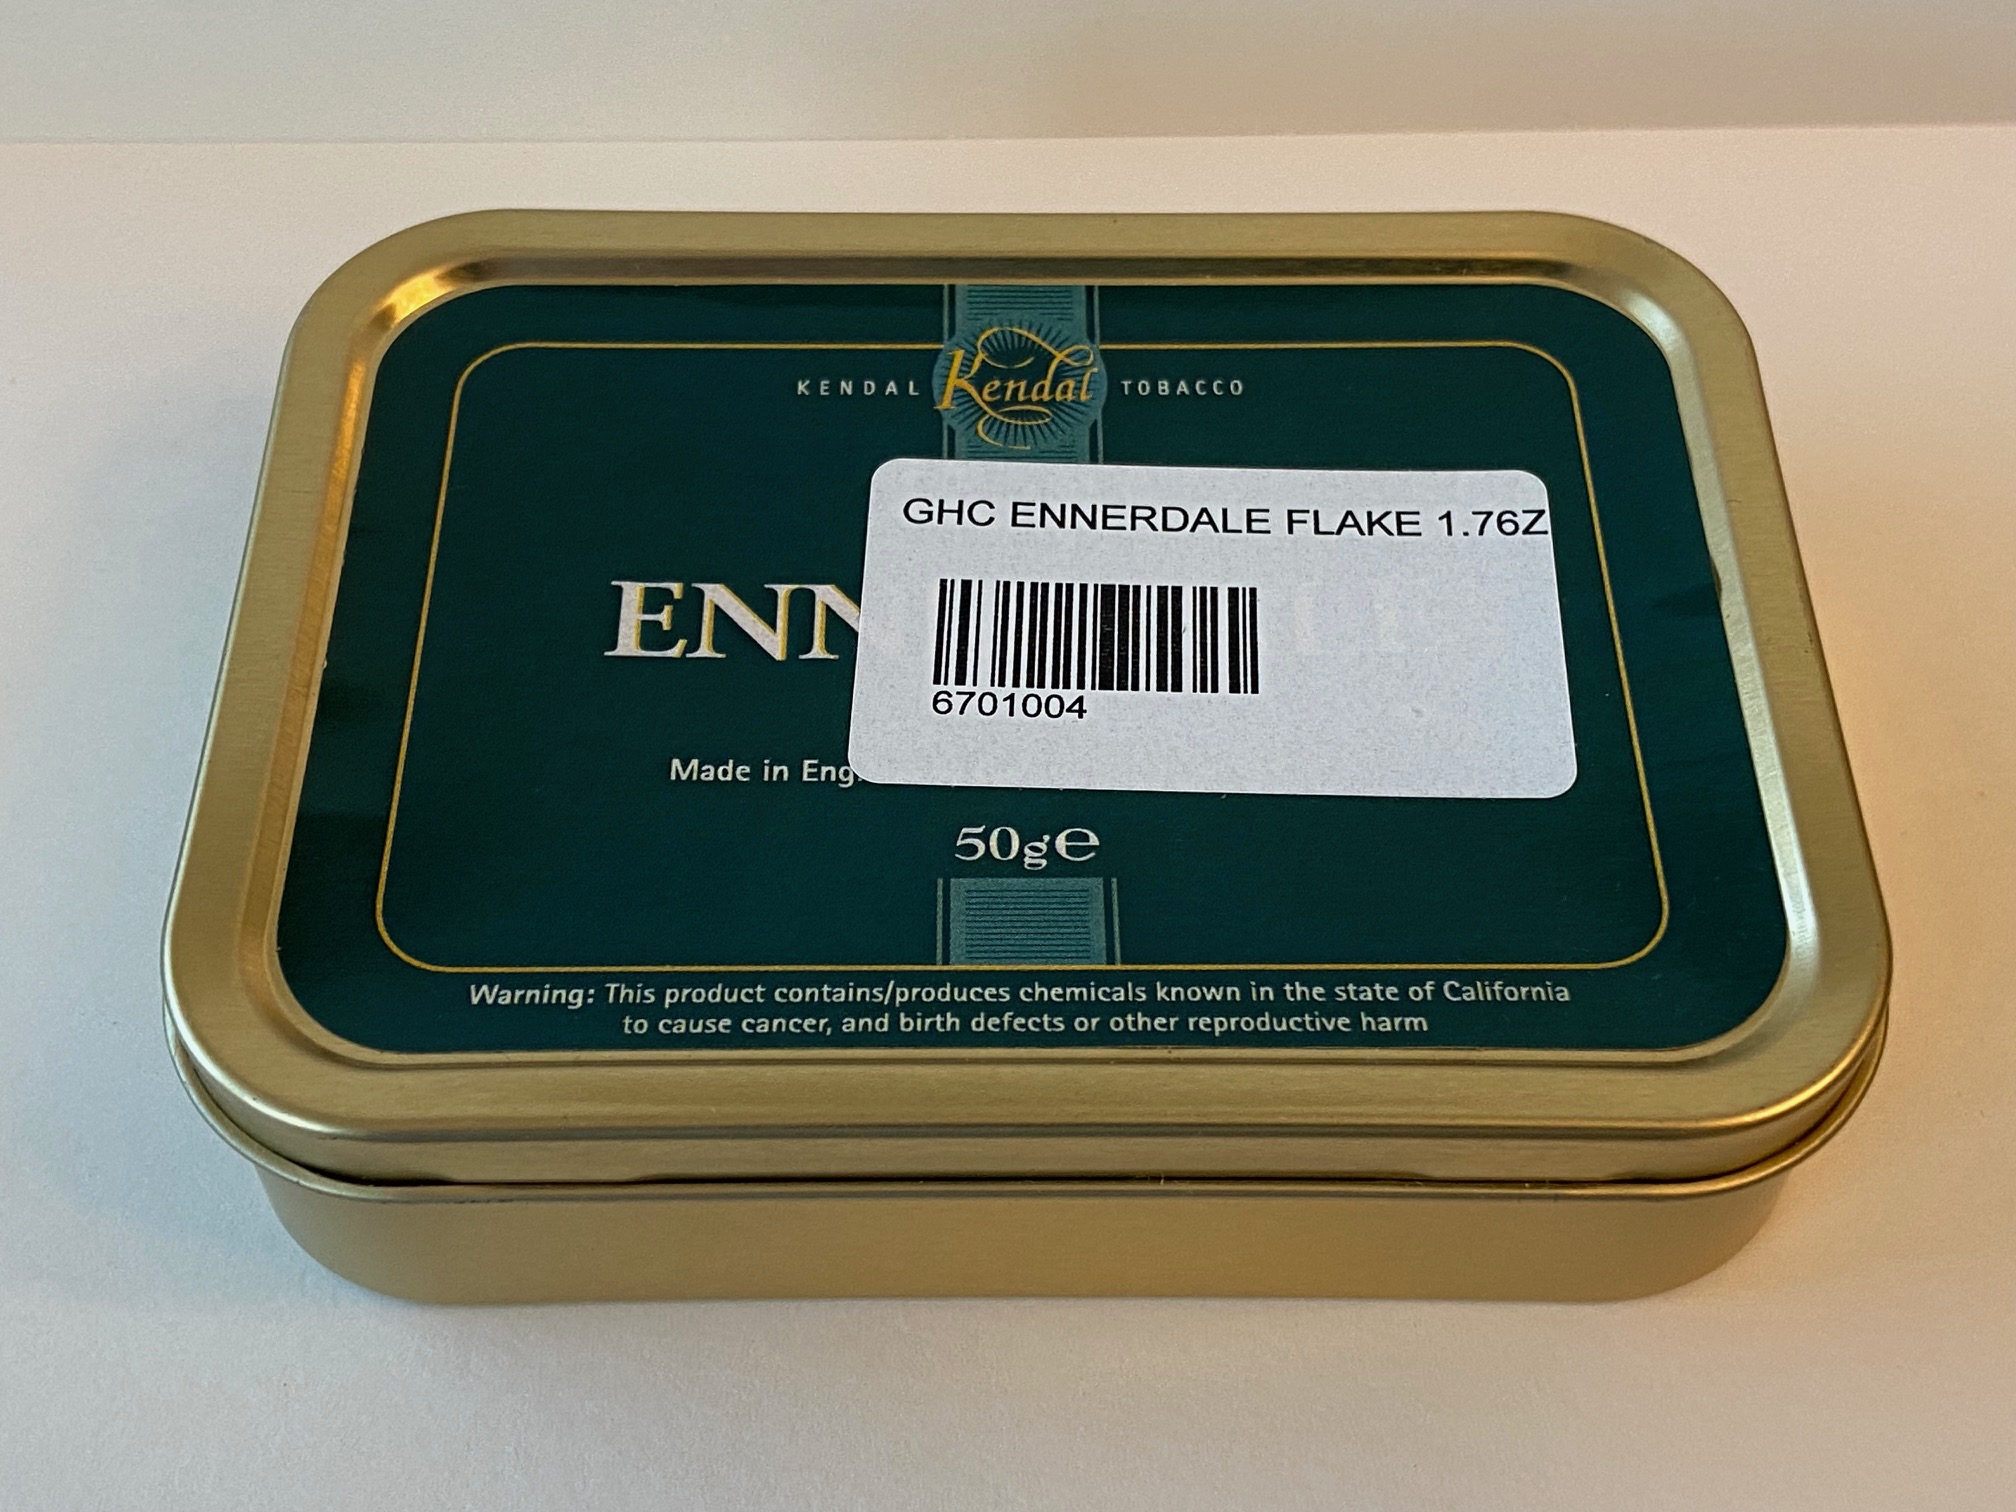 KENDAL Kendal TOBACCO
GHC ENNERDALE FLAKE 1.76Z
6701004
ENN
Made in Eng
50g℮
Warning: This product contains/produces chemicals known in the state of California
to cause cancer, and birth defects or other reproductive harm